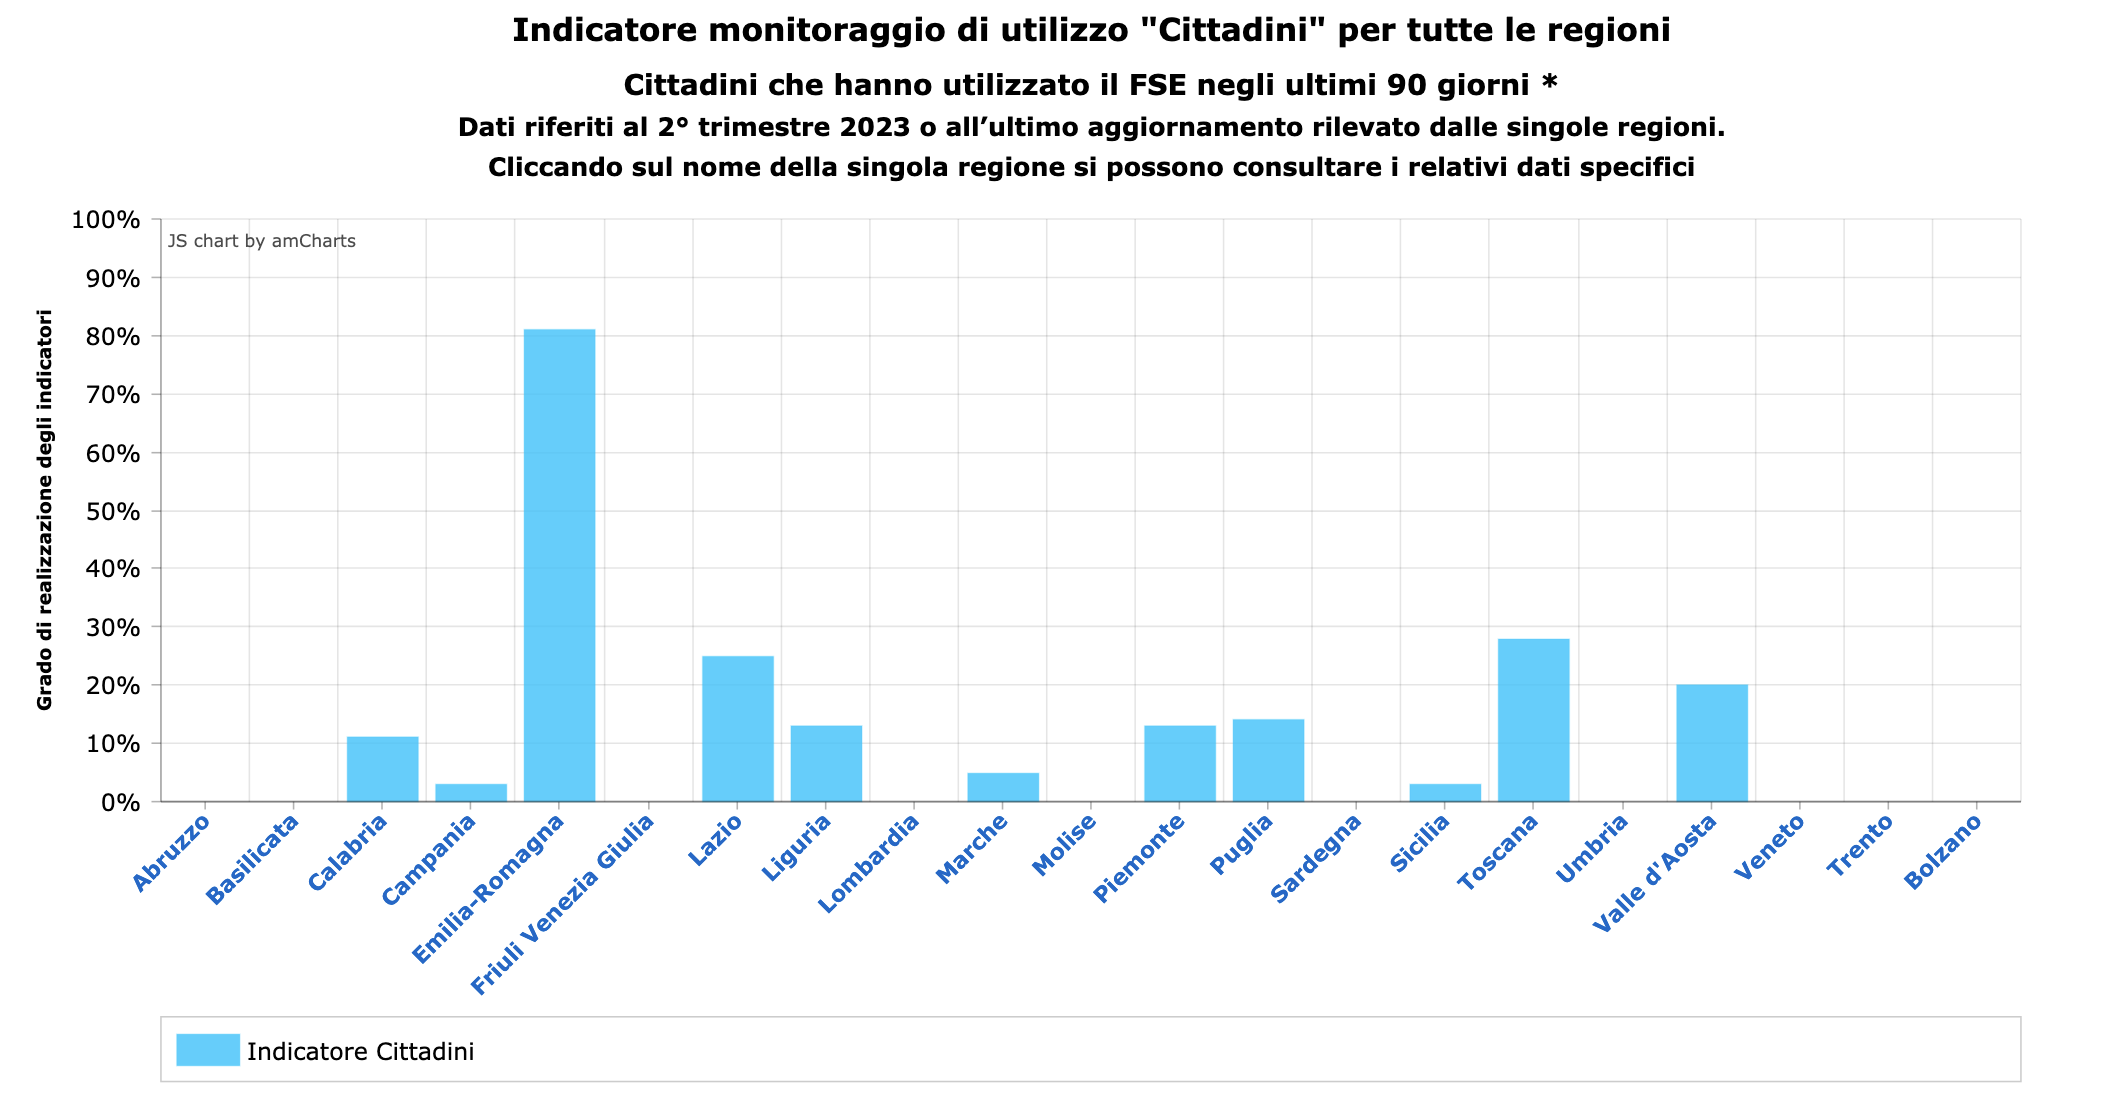 Indicatore monitoraggio di utilizzo "Cittadini" per tutte le regioni
Cittadini che hanno utilizzato il FSE negli ultimi 90 giorni *
Dati riferiti al 2° trimestre 2023 o all’ultimo aggiornamento rilevato dalle singole regioni.
Cliccando sul nome della singola regione si possono consultare i relativi dati specifici
JS chart by amCharts
Grado di realizzazione degli indicatori
100%
90%
80%
70%
60%
50%
40%
30%
20%
10%
0%
Abruzzo
Basilicata
Calabria
Campania
Emilia-Romagna
Friuli Venezia Giulia
Lazio
Liguria
Lombardia
Marche
Molise
Piemonte
Puglia
Sardegna
Sicilia
Toscana
Umbria
Valle d'Aosta
Veneto
Trento
Bolzano
Indicatore Cittadini